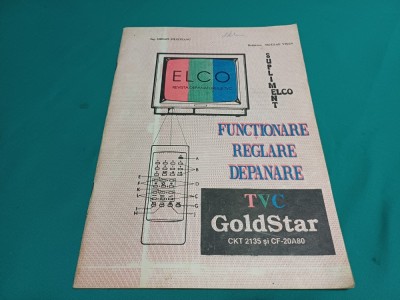 ELCO
SUPLIMENT
ELCO
FUNCTIONARE
REGLARE
DEPANARE
TVC
GoldStar
CKT 2135 și CF-20A80